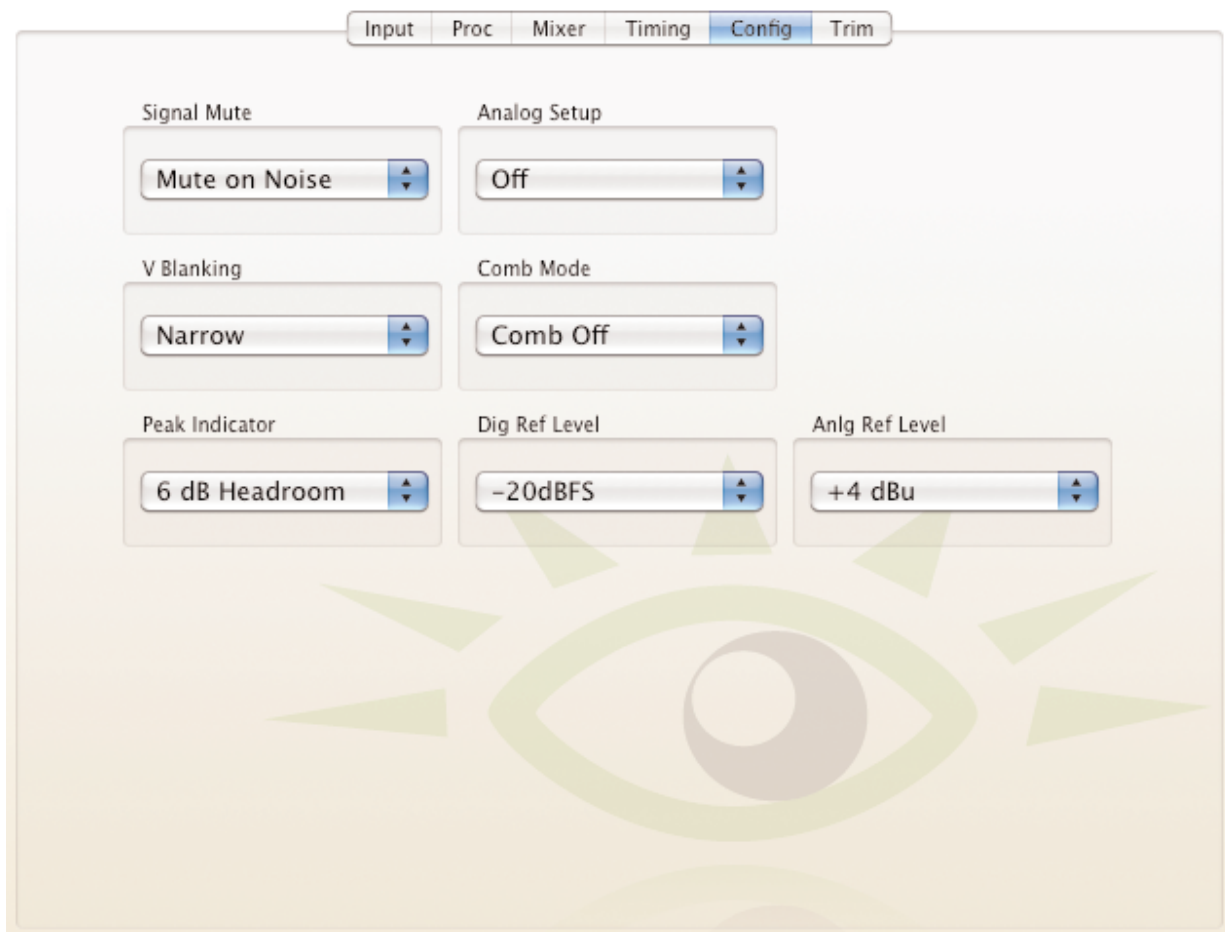 Input Proc Mixer Timing Config Trim
Signal Mute Analog Setup
Mute on Noise Off
V Blanking Comb Mode
Narrow Comb Off
Peak Indicator Dig Ref Level Anlg Ref Level
6 dB Headroom -20dBFS +4 dBu